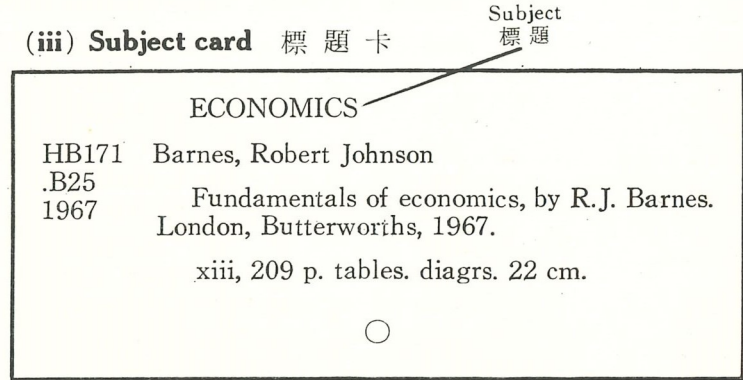 Subject
(iii) Subject card 標題卡 標題
ECONOMICS
HB171 Barnes, Robert Johnson
.B25
Fundamentals of economics, by R.J. Barnes.
1967
London, Butterworths, 1967.
xiii, 209 p. tables. diagrs. 22 cm.